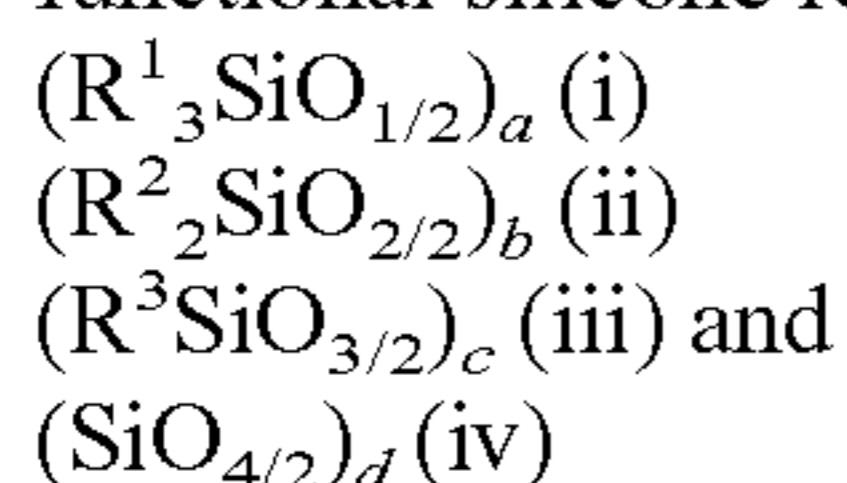 (R¹₃SiO₁/₂)ₐ (i)
(R²₂SiO₂/₂)b (ii)
(R³SiO₃/₂)c (iii) and
(SiO₄/₂)d (iv)